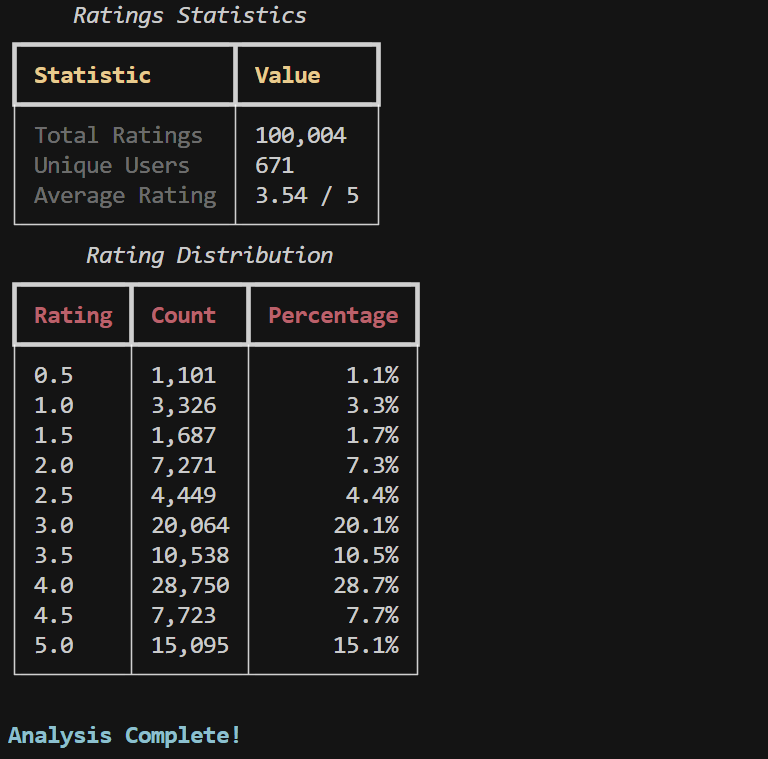 Ratings Statistics
Statistic Value
Total Ratings 100,004
Unique Users 671
Average Rating 3.54 / 5
Rating Distribution
Rating Count Percentage
0.5 1,101 1.1%
1.0 3,326 3.3%
1.5 1,687 1.7%
2.0 7,271 7.3%
2.5 4,449 4.4%
3.0 20,064 20.1%
3.5 10,538 10.5%
4.0 28,750 28.7%
4.5 7,723 7.7%
5.0 15,095 15.1%
Analysis Complete!